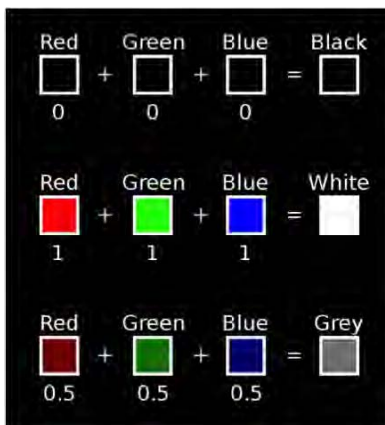 Red Green Blue Black
+ + =
0 0 0
Red Green Blue White
+ + =
1 1 1
Red Green Blue Grey
+ + =
0.5 0.5 0.5